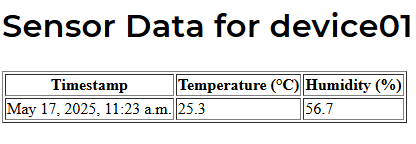 Sensor Data for device01
Timestamp Temperature (°C) Humidity (%)
May 17, 2025, 11:23 a.m. 25.3 56.7